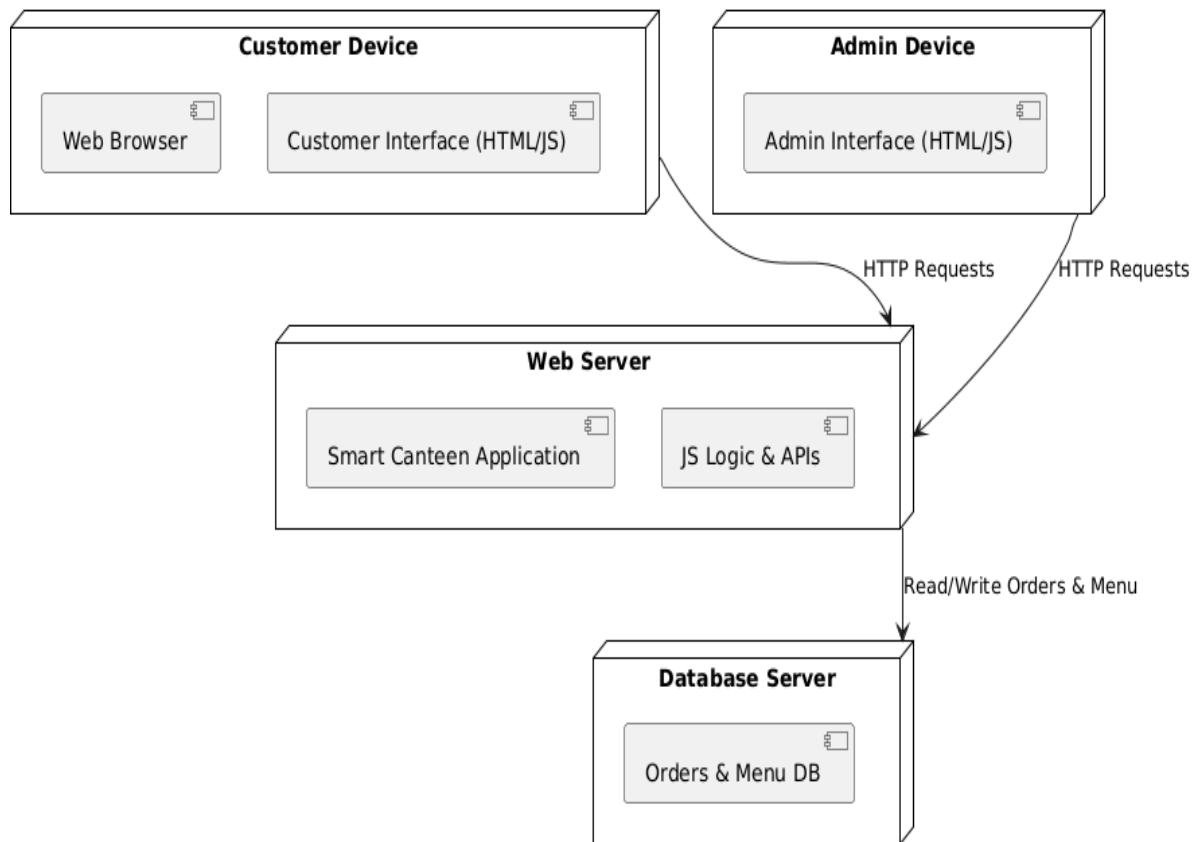 Customer Device
Admin Device
Web Browser
Customer Interface (HTML/JS)
Admin Interface (HTML/JS)
HTTP Requests
HTTP Requests
Web Server
Smart Canteen Application
JS Logic & APIs
Read/Write Orders & Menu
Database Server
Orders & Menu DB